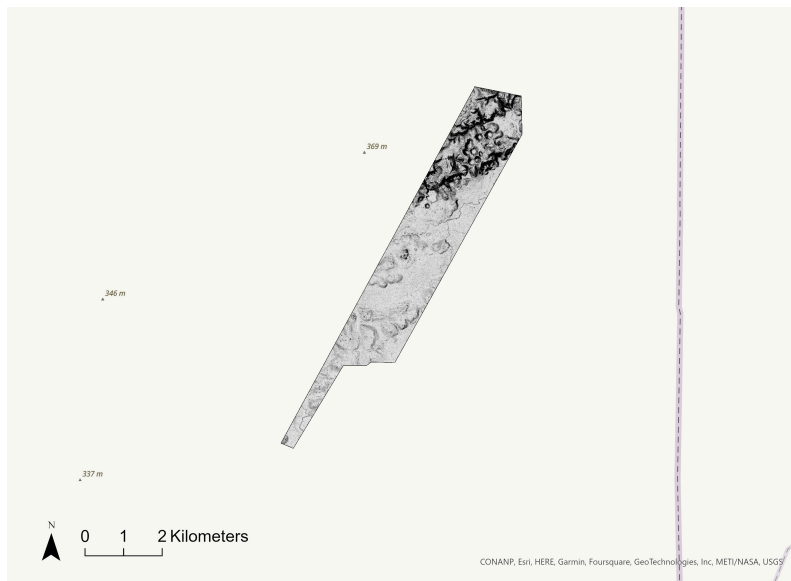 369 m
346 m
337 m
N
0 1 2 Kilometers
CONANP, Esri, HERE, Garmin, Foursquare, GeoTechnologies, Inc, METI/NASA, USGS